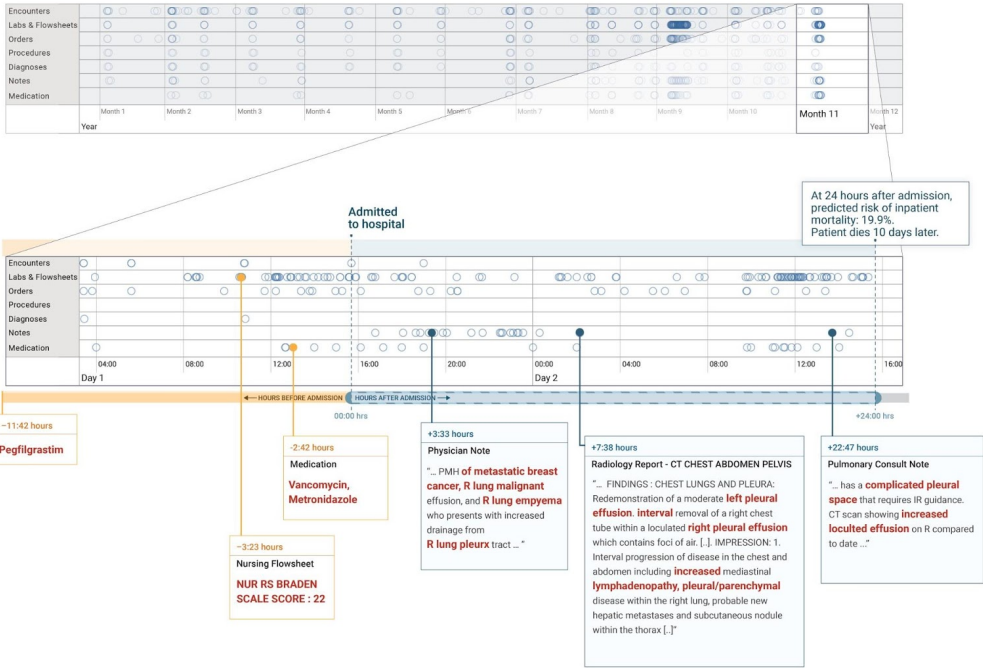 Encounters
Labs & Flowsheets
Orders
Procedures
Diagnoses
Notes
Medication
Month 1 Month 2 Month 3 Month 4 Month 5 Month 6 Month 7 Month 8 Month 9 Month 10 Month 11 Month 12
Year Year
At 24 hours after admission,
predicted risk of inpatient
mortality: 19.9%.
Patient dies 10 days later.
Admitted
to hospital
Encounters
Labs & Flowsheets
Orders
Procedures
Diagnoses
Notes
Medication
04:00 08:00 12:00 16:00 20:00 00:00 04:00 08:00 12:00 16:00
Day 1 Day 2
HOURS BEFORE ADMISSION HOURS AFTER ADMISSION
00:00 hrs +24:00 hrs
−11:42 hours
Pegfilgrastim
-2:42 hours
Medication
Vancomycin,
Metronidazole
−3:23 hours
Nursing Flowsheet
NUR RS BRADEN
SCALE SCORE : 22
+3:33 hours
Physician Note
“... PMH of metastatic breast
cancer, R lung malignant
effusion, and R lung empyema
who presents with increased
drainage from
R lung pleurx tract ... ”
+7:38 hours
Radiology Report - CT CHEST ABDOMEN PELVIS
“... FINDINGS : CHEST LUNGS AND PLEURA:
Redemonstration of a moderate left pleural
effusion. interval removal of a right chest
tube within a loculated right pleural effusion
which contains foci of air. [..]. IMPRESSION: 1.
Interval progression of disease in the chest and
abdomen including increased mediastinal
lymphadenopathy, pleural/parenchymal
disease within the right lung, probable new
hepatic metastases and subcutaneous nodule
within the thorax [..]”
+22:47 hours
Pulmonary Consult Note
“... has a complicated pleural
space that requires IR guidance.
CT scan showing increased
loculted effusion on R compared
to date ...”